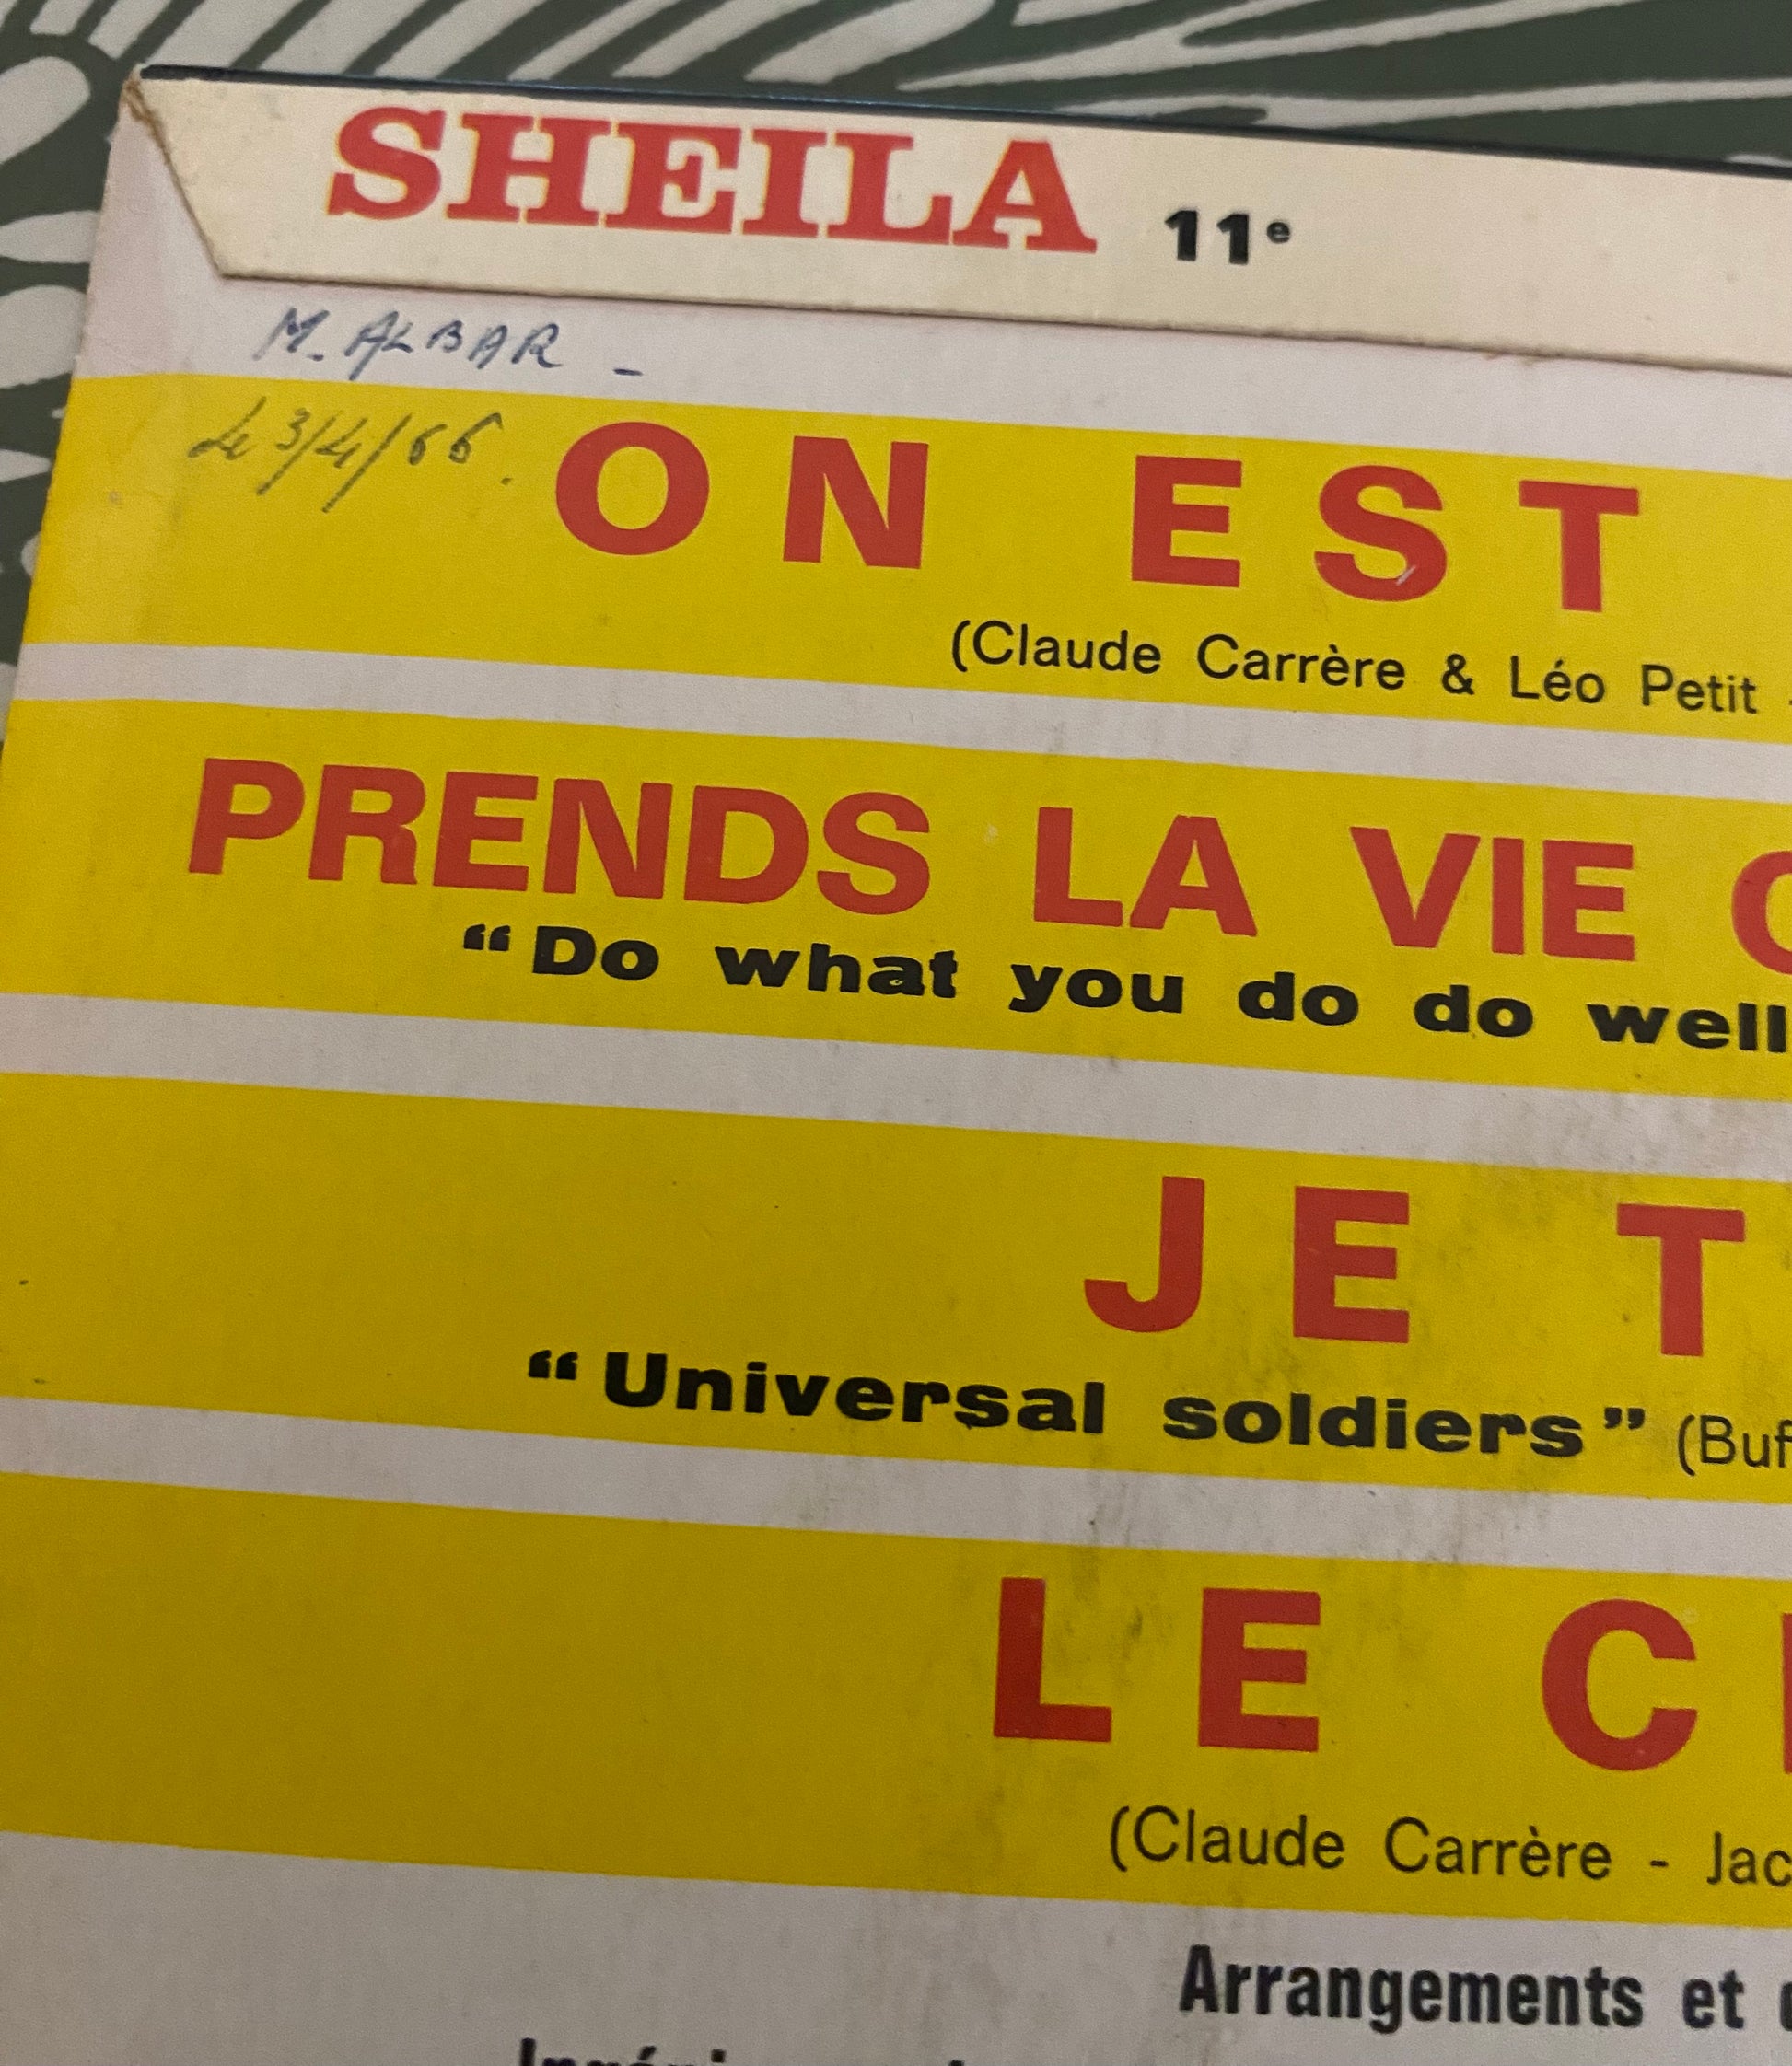 SHEILA 11e
M. ALBAR -
Le 3/4/66.
ON EST
(Claude Carrère & Léo Petit -
PRENDS LA VIE C
“Do what you do do well
JE T
“Universal soldiers” (Buf
LE C
(Claude Carrère - Jac
Arrangements et